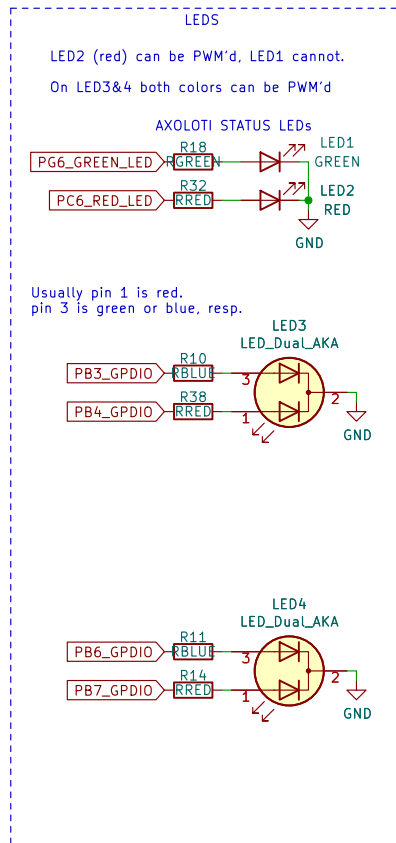 LEDS
LED2 (red) can be PWM'd, LED1 cannot.
On LED3&4 both colors can be PWM'd
AXOLOTI STATUS LEDs
R18
LED1
PG6_GREEN_LED
RGREEN
GREEN
R32
LED2
PC6_RED_LED
RRED
RED
GND
Usually pin 1 is red.
pin 3 is green or blue, resp.
LED3
LED_Dual_AKA
R10
PB3_GPDIO
RBLUE
3
R38
2
PB4_GPDIO
RRED
1
GND
LED4
LED_Dual_AKA
R11
PB6_GPDIO
RBLUE
3
R14
2
PB7_GPDIO
RRED
1
GND